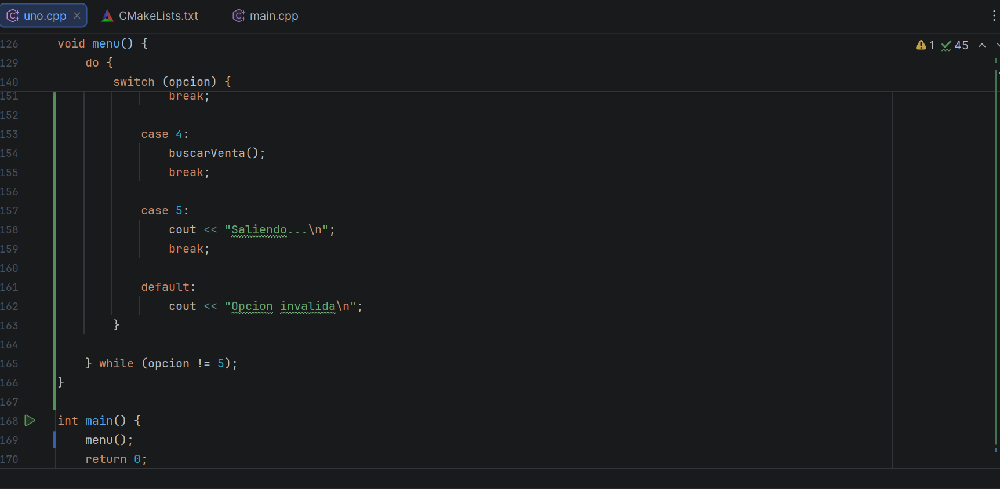 uno.cpp CMakeLists.txt main.cpp
126 void menu() {
1 45
129 do {
140 switch (opcion) {
151 break;
152
153 case 4:
154 buscarVenta();
155 break;
156
157 case 5:
158 cout << "Saliendo...\n";
159 break;
160
161 default:
162 cout << "Opcion invalida\n";
163 }
164
165 } while (opcion != 5);
166 }
167
168 int main() {
169 menu();
170 return 0;